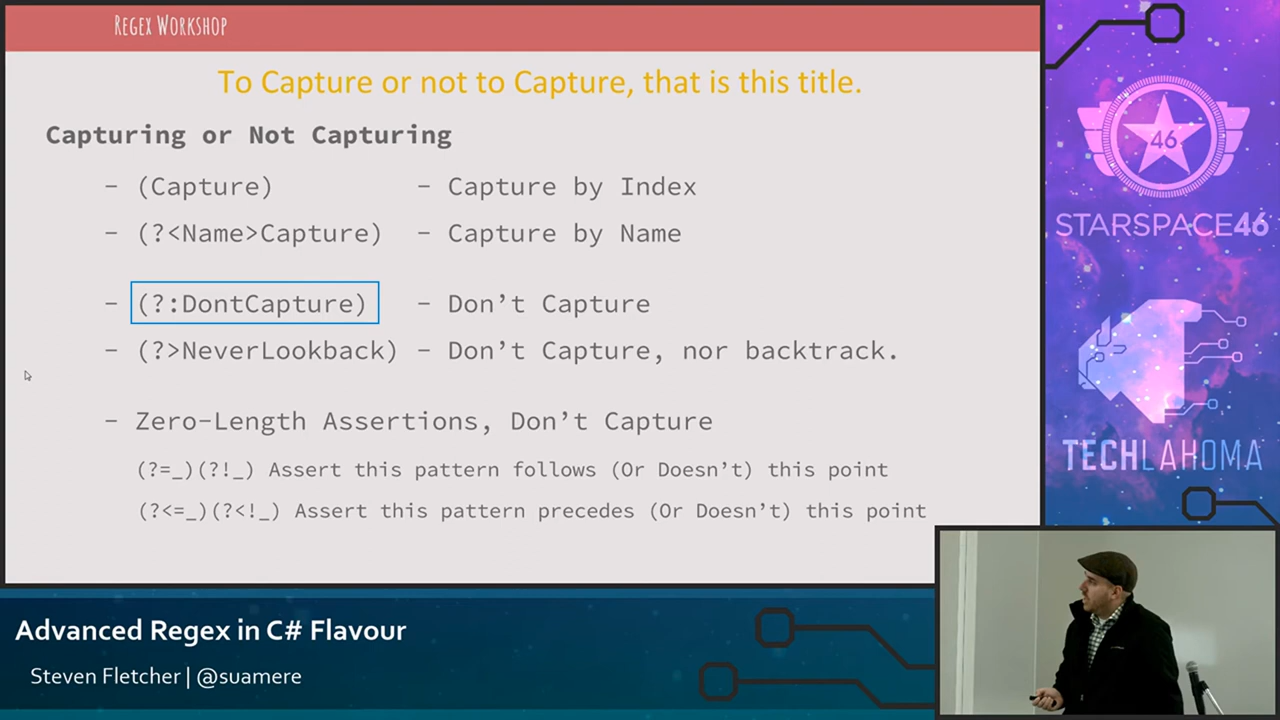 Regex Workshop
To Capture or not to Capture, that is this title.
Capturing or Not Capturing
- (Capture) - Capture by Index
- (?<Name>Capture) - Capture by Name
- (?:DontCapture) - Don't Capture
- (?>NeverLookback) - Don't Capture, nor backtrack.
- Zero-Length Assertions, Don't Capture
(?=_)(?!_) Assert this pattern follows (Or Doesn't) this point
(?<=_)(?<!_) Assert this pattern precedes (Or Doesn't) this point
46
STARSPACE46
TECHLAHOMA
Advanced Regex in C# Flavour
Steven Fletcher | @suamere